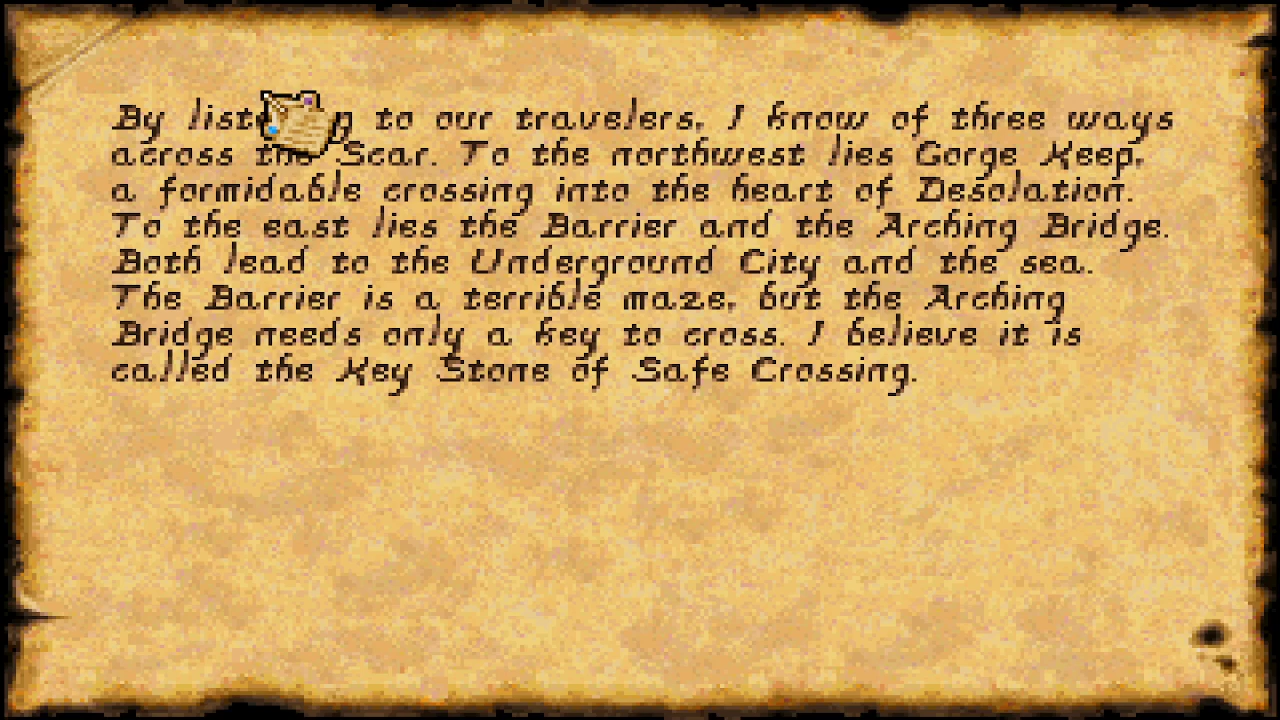 By to our travelers, I know of three ways
across the Scar. To the northwest lies Gorge Keep,
a formidable crossing into the heart of Desolation.
To the east lies the Barrier and the Arching Bridge.
Both lead to the Underground City and the sea.
The Barrier is a terrible maze, but the Arching
Bridge needs only a key to cross. I believe it is
called the Key Stone of Safe Crossing.